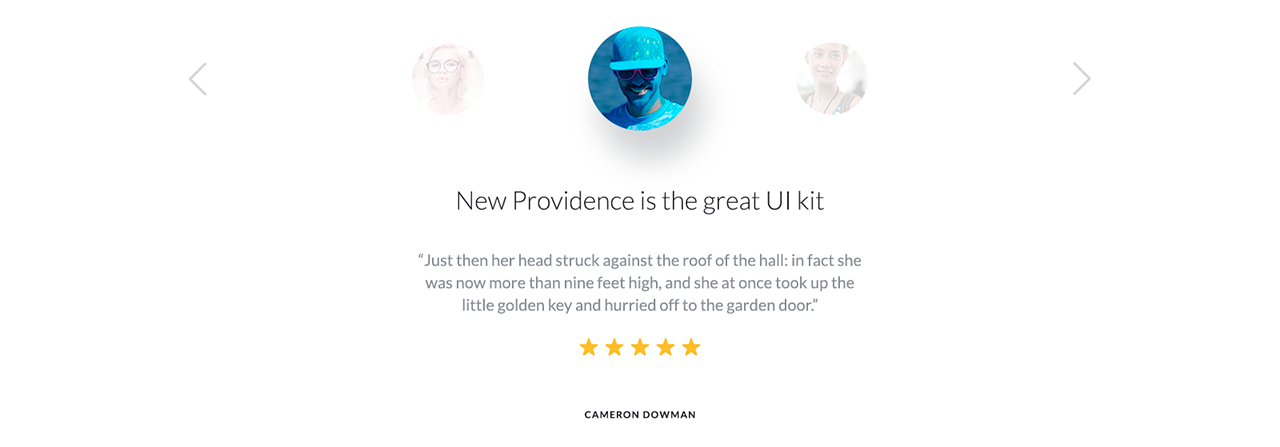 New Providence is the great UI kit
“Just then her head struck against the roof of the hall: in fact she
was now more than nine feet high, and she at once took up the
little golden key and hurried off to the garden door.”
CAMERON DOWMAN